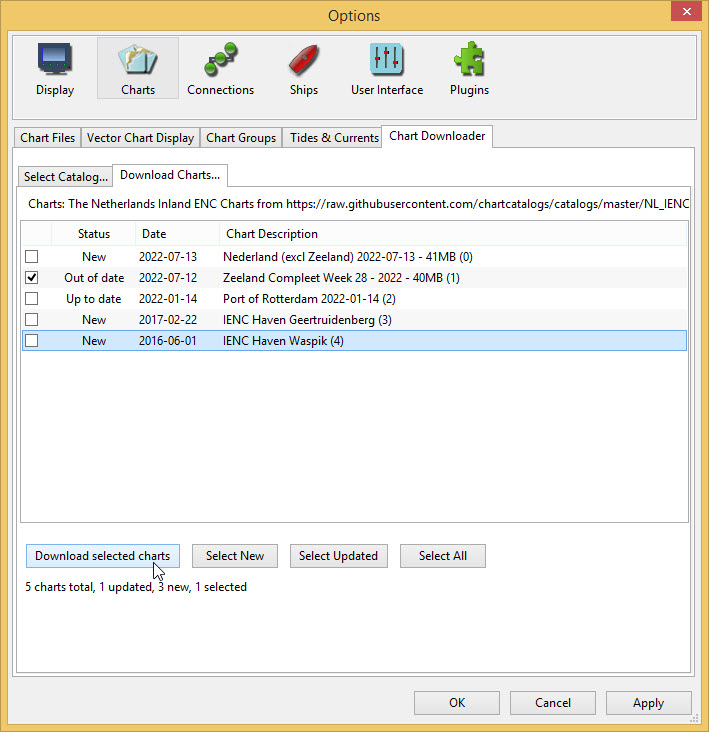 Options
Display Charts Connections Ships User Interface Plugins
Chart Files Vector Chart Display Chart Groups Tides & Currents Chart Downloader
Select Catalog... Download Charts...
Charts: The Netherlands Inland ENC Charts from https://raw.githubusercontent.com/chartcatalogs/catalogs/master/NL_IENC
Status Date Chart Description
New 2022-07-13 Nederland (excl Zeeland) 2022-07-13 - 41MB (0)
Out of date 2022-07-12 Zeeland Compleet Week 28 - 2022 - 40MB (1)
Up to date 2022-01-14 Port of Rotterdam 2022-01-14 (2)
New 2017-02-22 IENC Haven Geertruidenberg (3)
New 2016-06-01 IENC Haven Waspik (4)
Download selected charts Select New Select Updated Select All
5 charts total, 1 updated, 3 new, 1 selected
OK Cancel Apply